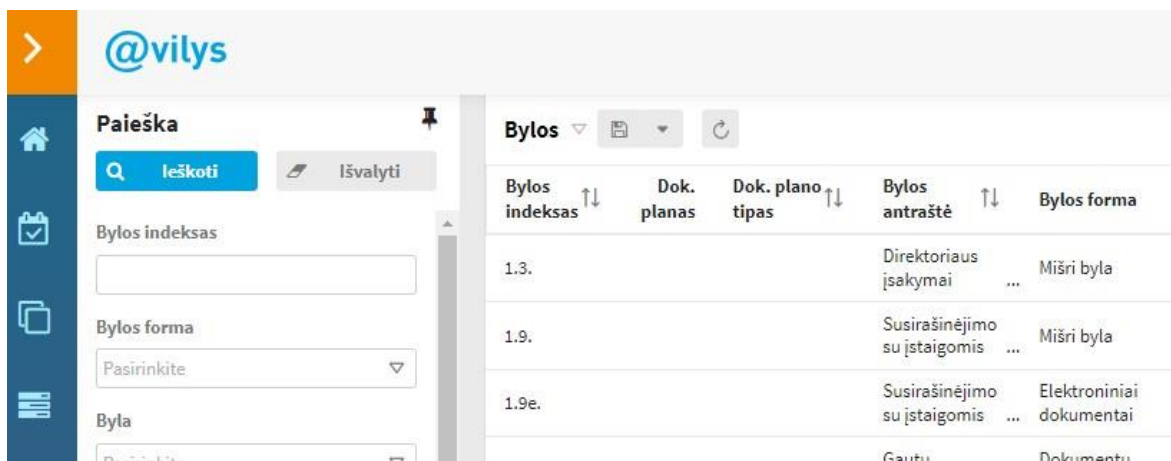 @vilys
Paieška
Ieškoti
Išvalyti
Bylos indeksas
Bylos forma
Pasirinkite
Byla
Bylos
Bylos indeksas
Dok. planas
Dok. plano tipas
Bylos antraštė
Bylos forma
1.3.
Direktoriaus
įsakymai ...
Mišri byla
1.9.
Susirašinėjimo
su įstaigomis ...
Mišri byla
1.9e.
Susirašinėjimo
su įstaigomis ...
Elektroniniai
dokumentai
Gautų
Dokumentų